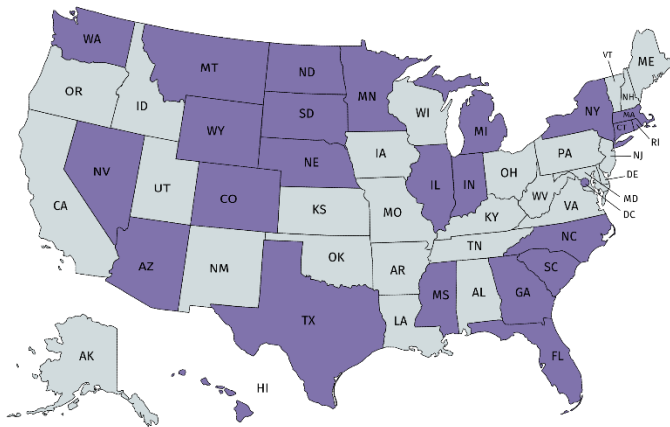 WA
MT
ND
MN
VT
ME
OR
ID
SD
WI
NH
WY
MI
NY
MA
CT
RI
NV
NE
IA
PA
NJ
UT
CO
IL
IN
OH
DE
CA
KS
MO
WV
VA
MD
KY
DC
AZ
NM
OK
AR
TN
NC
SC
TX
LA
MS
AL
GA
AK
HI
FL